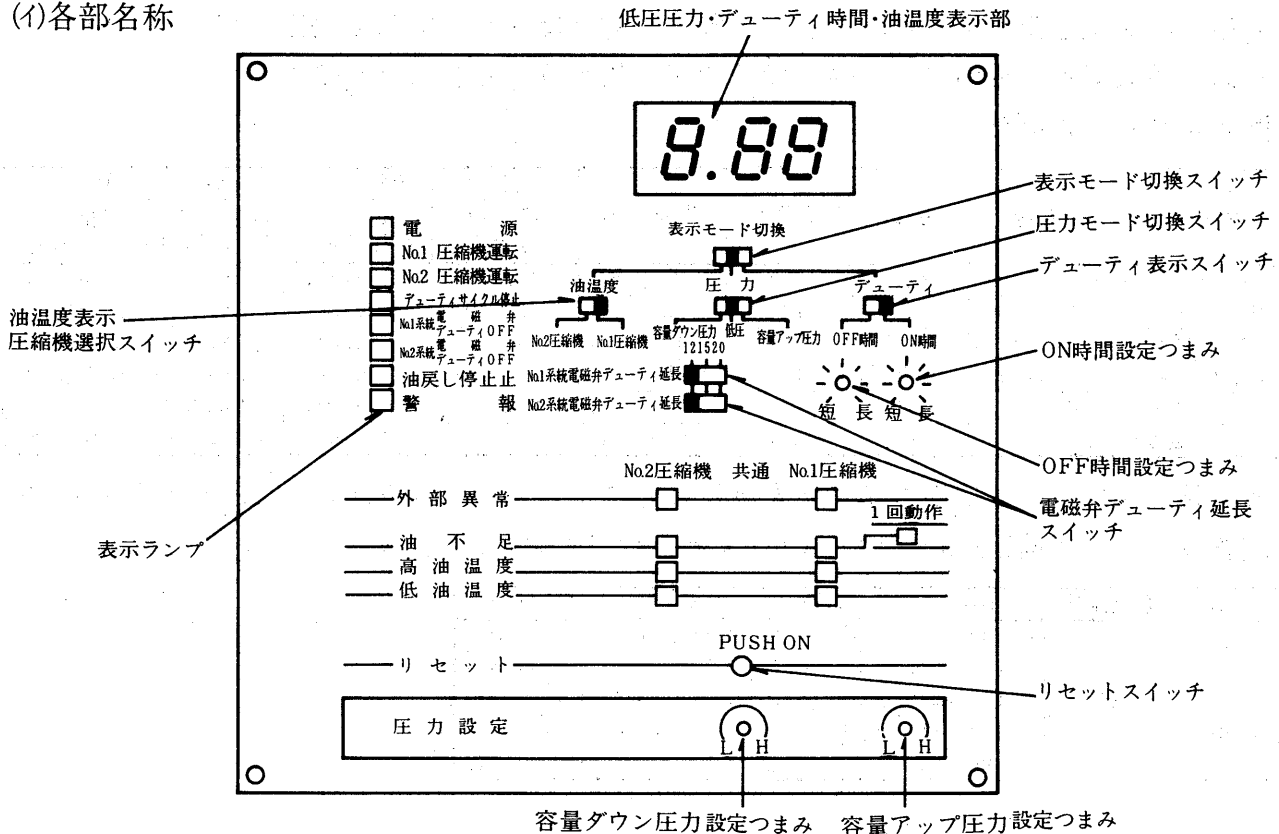 (イ)各部名称
低圧圧力・デューティ時間・油温度表示部
8.88
表示モード切換スイッチ
圧力モード切換スイッチ
デューティ表示スイッチ
電源
No.1 圧縮機運転
No.2 圧縮機運転
デューティサイクル停止
No.1系統電磁弁デューティOFF
No.2系統電磁弁デューティOFF
油戻し停止止
警報
表示モード切換
油温度
圧力
デューティ
No.2圧縮機
No.1圧縮機
容量ダウン圧力
低圧
容量アップ圧力
OFF時間
ON時間
121520
No.1系統電磁弁デューティ延長
No.2系統電磁弁デューティ延長
短 長 短 長
油温度表示
圧縮機選択スイッチ
ON時間設定つまみ
OFF時間設定つまみ
電磁弁デューティ延長
スイッチ
表示ランプ
No.2圧縮機 共通 No.1圧縮機
外部異常
1回動作
油不足
高油温度
低油温度
PUSH ON
リセット
リセットスイッチ
圧力設定
L H
L H
容量ダウン圧力設定つまみ 容量アップ圧力設定つまみ